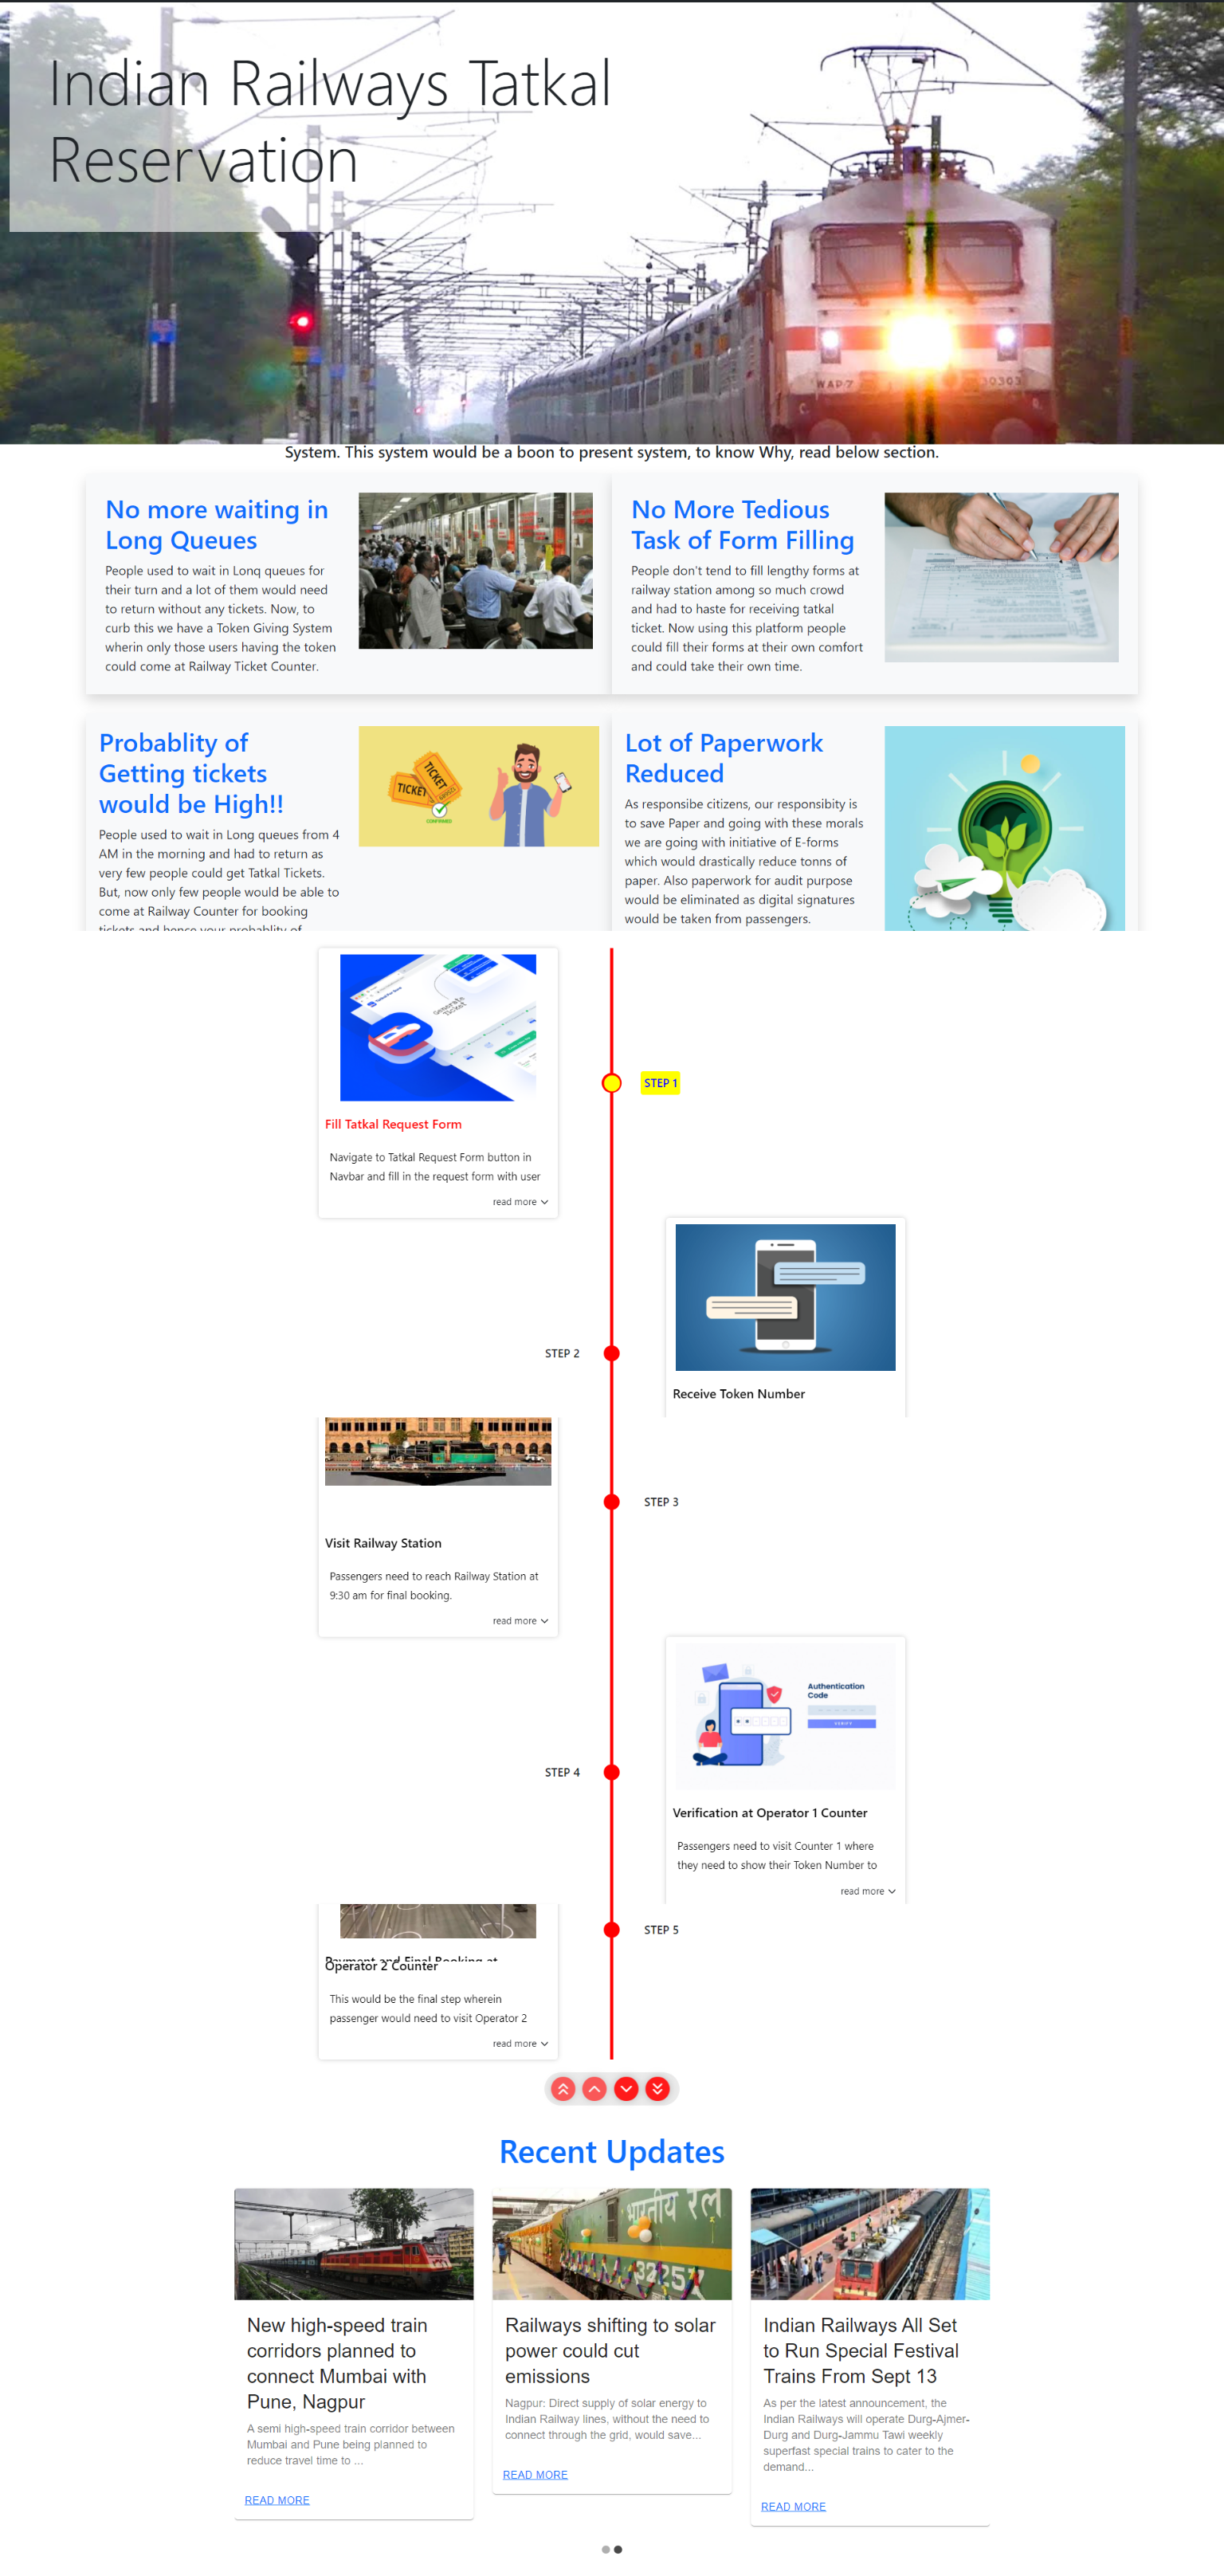 Indian Railways Tatkal
Reservation
WAP-7
30303
System. This system would be a boon to present system, to know Why, read below section.
No more waiting in
Long Queues
People used to wait in Long queues for
their turn and a lot of them would need
to return without any tickets. Now, to
curb this we have a Token Giving System
wherin only those users having the token
could come at Railway Ticket Counter.
No More Tedious
Task of Form Filling
People don't tend to fill lengthy forms at
railway station among so much crowd
and had to haste for receiving tatkal
ticket. Now using this platform people
could fill their forms at their own comfort
and could take their own time.
Probablity of
Getting tickets
would be High!!
People used to wait in Long queues from 4
AM in the morning and had to return as
very few people could get Tatkal Tickets.
But, now only few people would be able to
come at Railway Counter for booking
tickets and hence your probablity of
TICKET
TICKET
CONFIRMED
Lot of Paperwork
Reduced
As responsibe citizens, our responsibity is
to save Paper and going with these morals
we are going with initiative of E-forms
which would drastically reduce tonns of
paper. Also paperwork for audit purpose
would be eliminated as digital signatures
would be taken from passengers.
Generate
Ticket
STEP 1
Fill Tatkal Request Form
Navigate to Tatkal Request Form button in
Navbar and fill in the request form with user
read more
STEP 2
Receive Token Number
STEP 3
Visit Railway Station
Passengers need to reach Railway Station at
9:30 am for final booking.
read more
Authentication
Code
VERIFY
STEP 4
Verification at Operator 1 Counter
Passengers need to visit Counter 1 where
they need to show their Token Number to
read more
STEP 5
Payment and Final Booking at
Operator 2 Counter
This would be the final step wherein
passenger would need to visit Operator 2
read more
Recent Updates
भारतीय रेल
3225
New high-speed train
corridors planned to
connect Mumbai with
Pune, Nagpur
A semi high-speed train corridor between
Mumbai and Pune being planned to
reduce travel time to ...
READ MORE
Railways shifting to solar
power could cut
emissions
Nagpur: Direct supply of solar energy to
Indian Railway lines, without the need to
connect through the grid, would save...
READ MORE
Indian Railways All Set
to Run Special Festival
Trains From Sept 13
As per the latest announcement, the
Indian Railways will operate Durg-Ajmer-
Durg and Durg-Jammu Tawi weekly
superfast special trains to cater to the
demand...
READ MORE